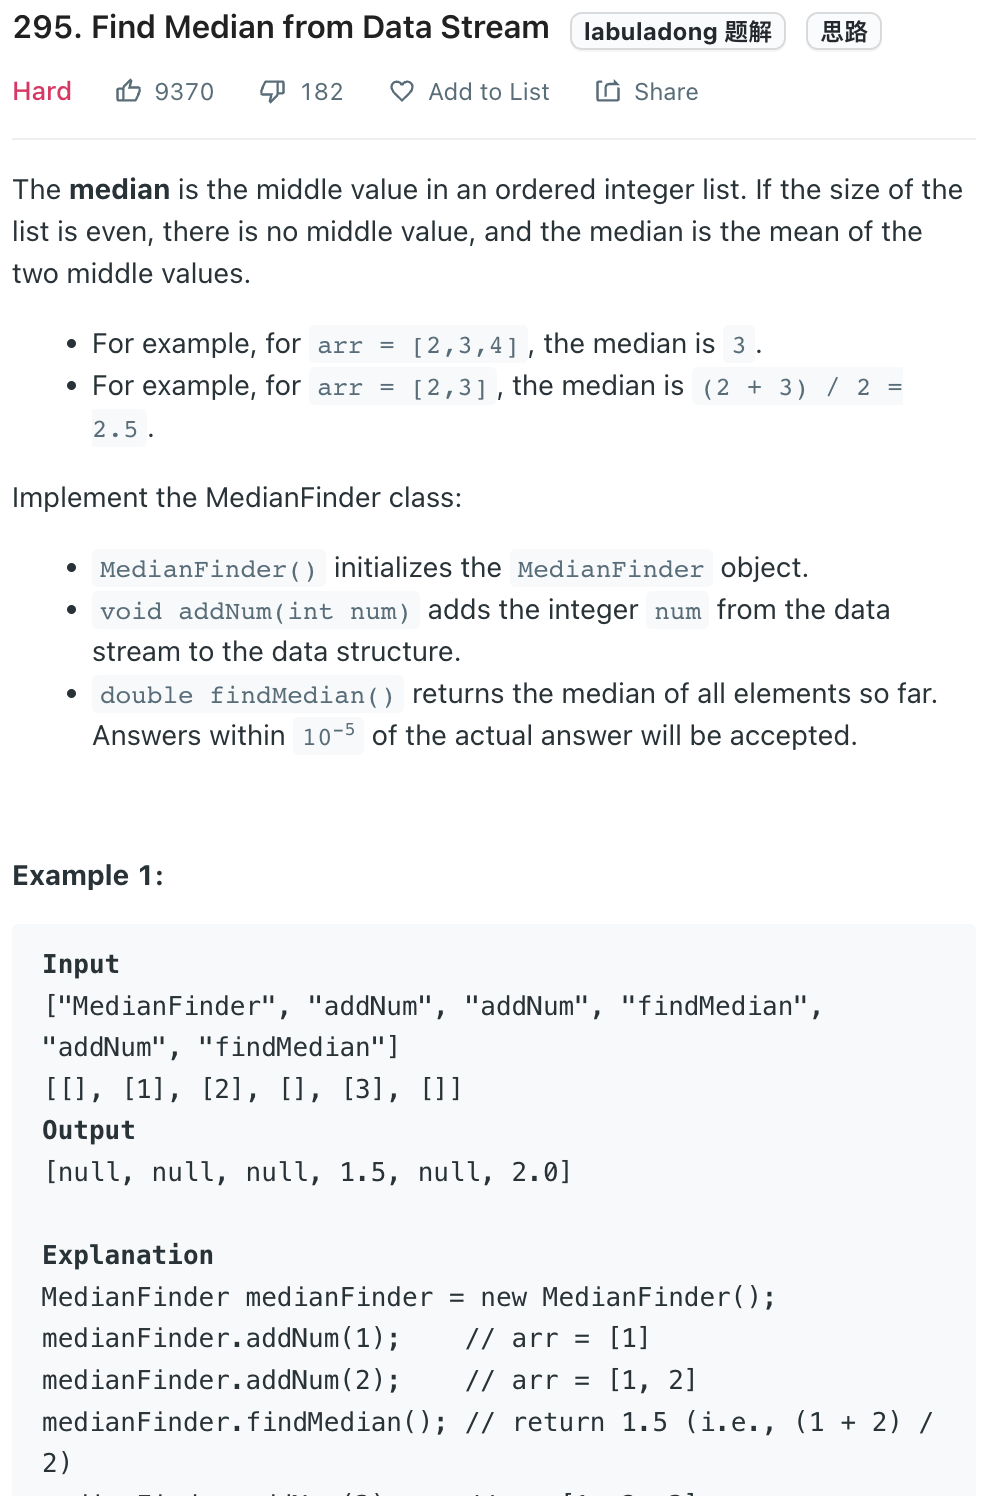 295. Find Median from Data Stream labuladong 题解 思路
Hard 9370 182 Add to List Share
The median is the middle value in an ordered integer list. If the size of the
list is even, there is no middle value, and the median is the mean of the
two middle values.
• For example, for arr = [2,3,4], the median is 3.
• For example, for arr = [2,3], the median is (2 + 3) / 2 =
2.5.
Implement the MedianFinder class:
• MedianFinder() initializes the MedianFinder object.
• void addNum(int num) adds the integer num from the data
stream to the data structure.
• double findMedian() returns the median of all elements so far.
Answers within 10⁻⁵ of the actual answer will be accepted.
Example 1:
Input
["MedianFinder", "addNum", "addNum", "findMedian",
"addNum", "findMedian"]
[[], [1], [2], [], [3], []]
Output
[null, null, null, 1.5, null, 2.0]
Explanation
MedianFinder medianFinder = new MedianFinder();
medianFinder.addNum(1);    // arr = [1]
medianFinder.addNum(2);    // arr = [1, 2]
medianFinder.findMedian(); // return 1.5 (i.e., (1 + 2) /
2)